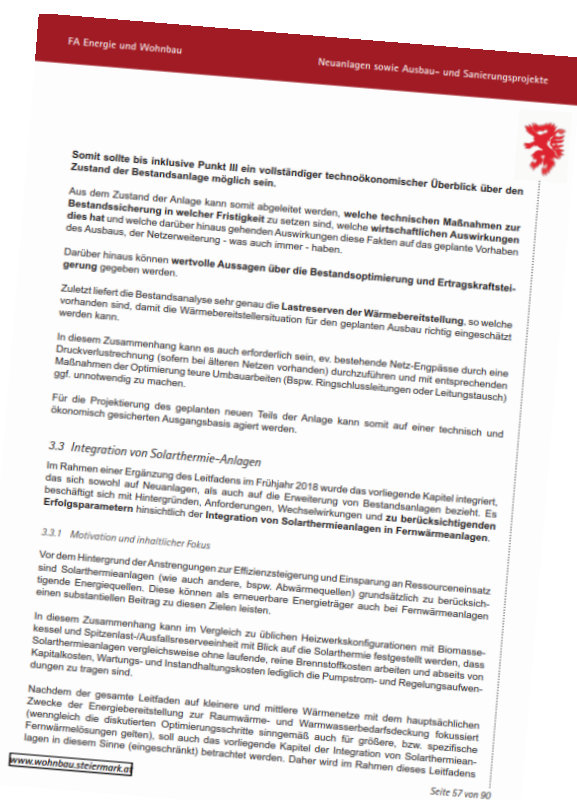 FA Energie und Wohnbau
Neuanlagen sowie Ausbau- und Sanierungsprojekte
Somit sollte bis inklusive Punkt III ein vollständiger technoökonomischer Überblick über den
Zustand der Bestandsanlage möglich sein.
Aus dem Zustand der Anlage kann somit abgeleitet werden, welche technischen Maßnahmen zur
Bestandssicherung in welcher Fristigkeit zu setzen sind, welche wirtschaftlichen Auswirkungen
dies hat und welche darüber hinaus gehenden Auswirkungen diese Fakten auf das geplante Vorhaben
des Ausbaus, der Netzerweiterung - was auch immer - haben.
Darüber hinaus können wertvolle Aussagen über die Bestandsoptimierung und Ertragskraftstei-
gerung gegeben werden.
Zuletzt liefert die Bestandsanalyse sehr genau die Lastreserven der Wärmebereitstellung, so welche
vorhanden sind, damit die Wärmebereitstellersituation für den geplanten Ausbau richtig eingeschätzt
werden kann.
In diesem Zusammenhang kann es auch erforderlich sein, ev. bestehende Netz-Engpässe durch eine
Druckverlustrechnung (sofern bei älteren Netzen vorhanden) durchzuführen und mit entsprechenden
Maßnahmen der Optimierung teure Umbauarbeiten (Bspw. Ringschlussleitungen oder Leitungstausch)
ggf. unnotwendig zu machen.
Für die Projektierung des geplanten neuen Teils der Anlage kann somit auf einer technisch und
ökonomisch gesicherten Ausgangsbasis agiert werden.
3.3 Integration von Solarthermie-Anlagen
Im Rahmen einer Ergänzung des Leitfadens im Frühjahr 2018 wurde das vorliegende Kapitel integriert,
das sich sowohl auf Neuanlagen, als auch auf die Erweiterung von Bestandsanlagen bezieht. Es
beschäftigt sich mit Hintergründen, Anforderungen, Wechselwirkungen und zu berücksichtigenden
Erfolgsparametern hinsichtlich der Integration von Solarthermieanlagen in Fernwärmeanlagen.
3.3.1 Motivation und inhaltlicher Fokus
Vor dem Hintergrund der Anstrengungen zur Effizienzsteigerung und Einsparung an Ressourceneinsatz
sind Solarthermieanlagen (wie auch andere, bspw. Abwärmequellen) grundsätzlich zu berücksich-
tigende Energiequellen. Diese können als erneuerbare Energieträger auch bei Fernwärmeanlagen
einen substantiellen Beitrag zu diesen Zielen leisten.
In diesem Zusammenhang kann im Vergleich zu üblichen Heizwerkskonfigurationen mit Biomasse-
kessel und Spitzenlast-/Ausfallsreserveeinheit mit Blick auf die Solarthermie festgestellt werden, dass
Solarthermieanlagen vergleichsweise ohne laufende, reine Brennstoffkosten arbeiten und abseits von
Kapitalkosten, Wartungs- und Instandhaltungskosten lediglich die Pumpstrom- und Regelungsaufwen-
dungen zu tragen sind.
Nachdem der gesamte Leitfaden auf kleinere und mittlere Wärmenetze mit dem hauptsächlichen
Zwecke der Energiebereitstellung zur Raumwärme- und Warmwasserbedarfsdeckung fokussiert
(wenngleich die diskutierten Optimierungsschritte sinngemäß auch für größere, bzw. spezifische
Fernwärmelösungen gelten), soll auch das vorliegende Kapitel der Integration von Solarthermiean-
lagen in diesem Sinne (eingeschränkt) betrachtet werden. Daher wird im Rahmen dieses Leitfadens
www.wohnbau.steiermark.at
Seite 57 von 90